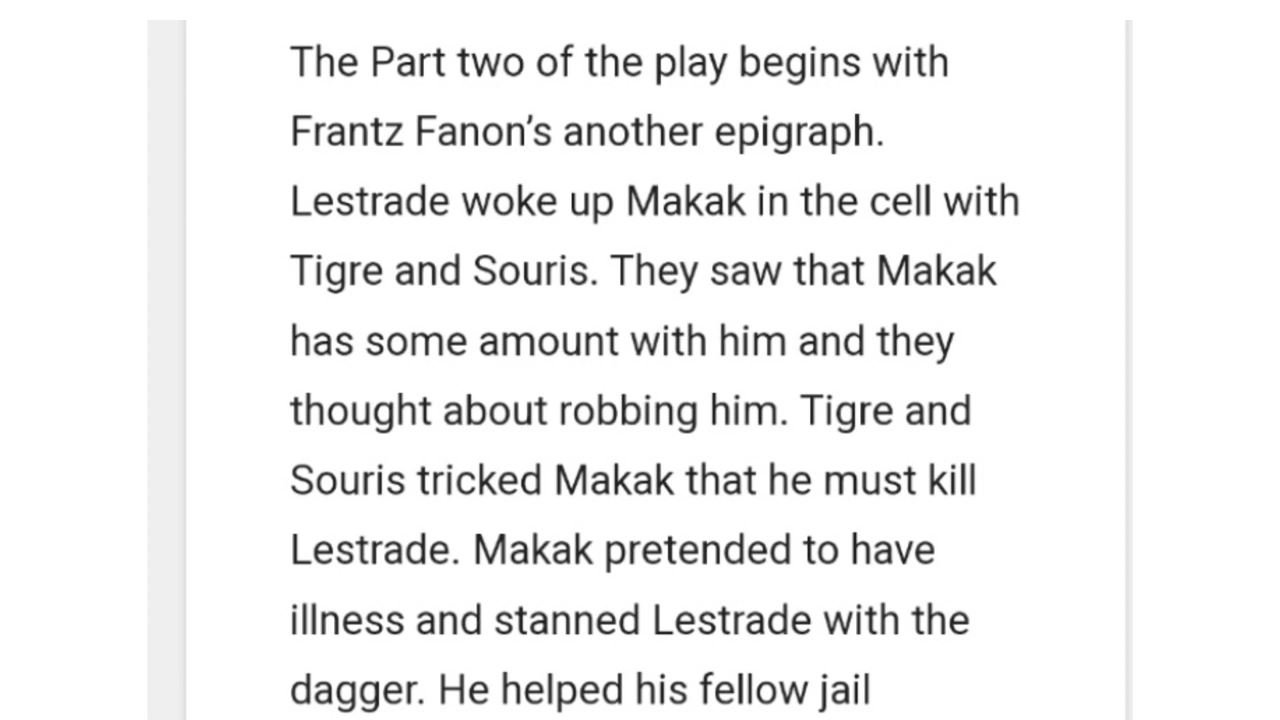 The Part two of the play begins with
Frantz Fanon’s another epigraph.
Lestrade woke up Makak in the cell with
Tigre and Souris. They saw that Makak
has some amount with him and they
thought about robbing him. Tigre and
Souris tricked Makak that he must kill
Lestrade. Makak pretended to have
illness and stanned Lestrade with the
dagger. He helped his fellow jail